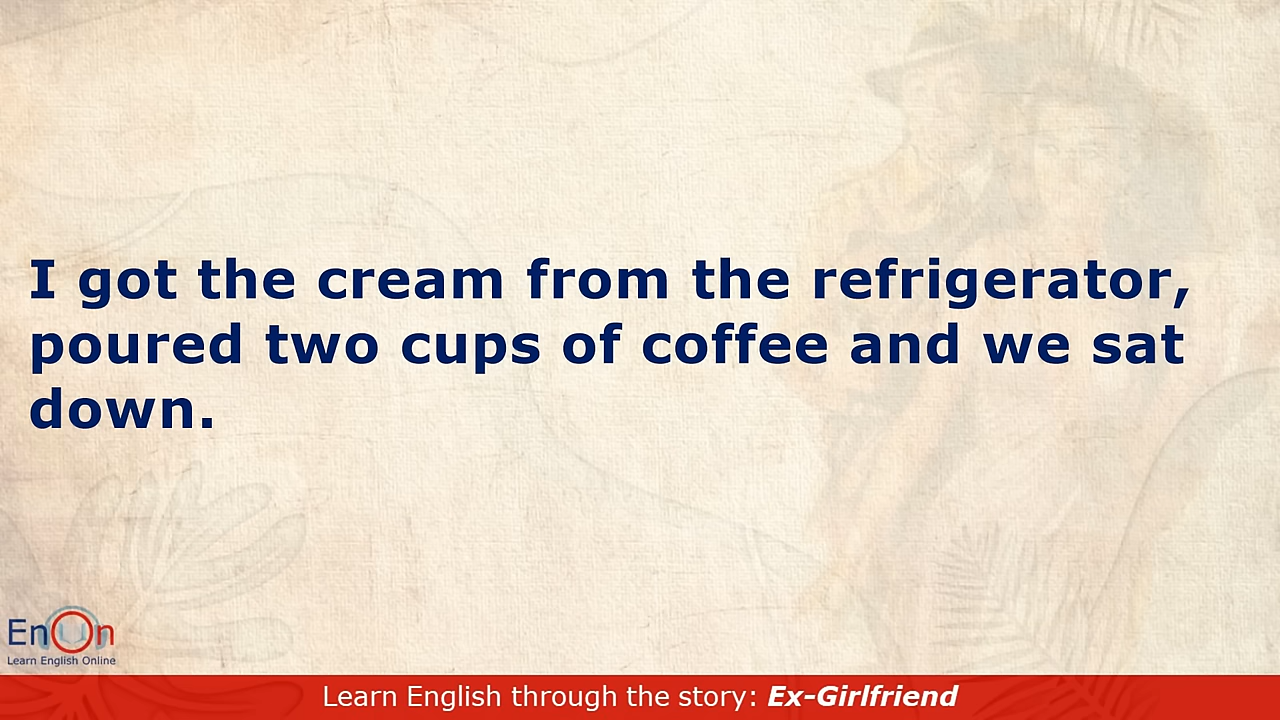 I got the cream from the refrigerator,
poured two cups of coffee and we sat
down.
EnOn
Learn English Online
Learn English through the story: Ex-Girlfriend